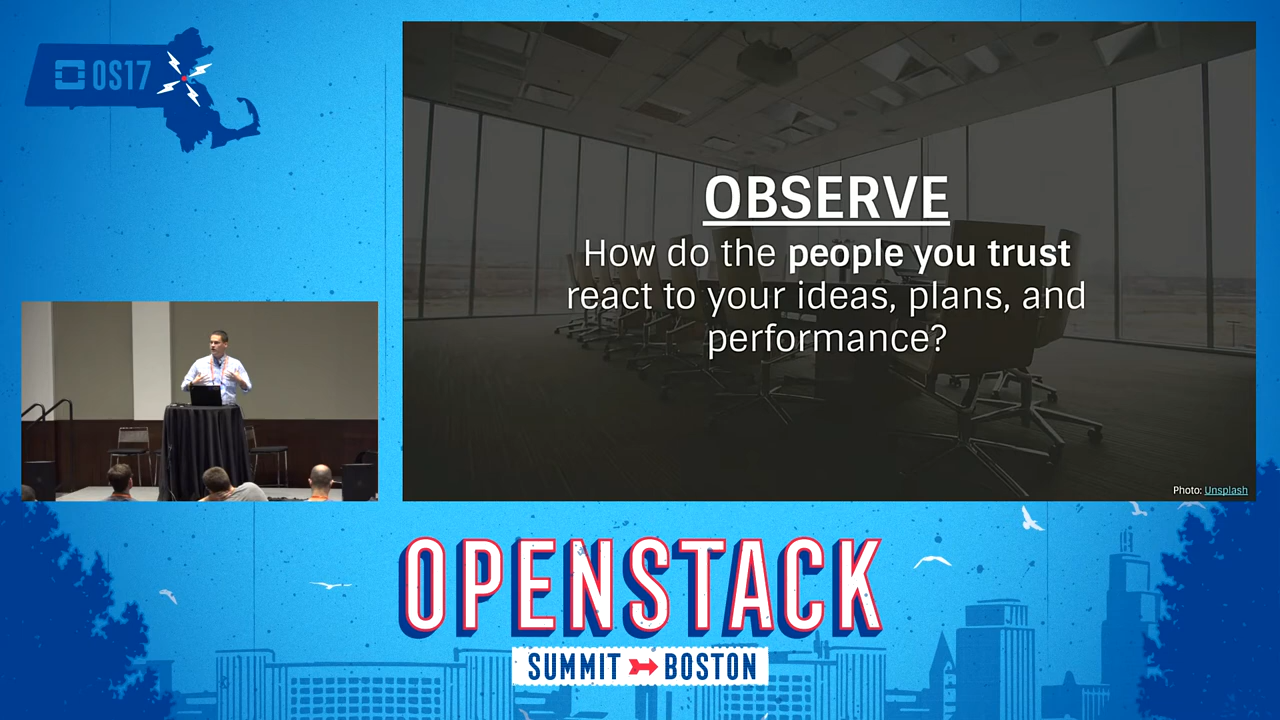 OS17
OBSERVE
How do the people you trust
react to your ideas, plans, and
performance?
Photo: Unsplash
OPENSTACK
SUMMIT BOSTON